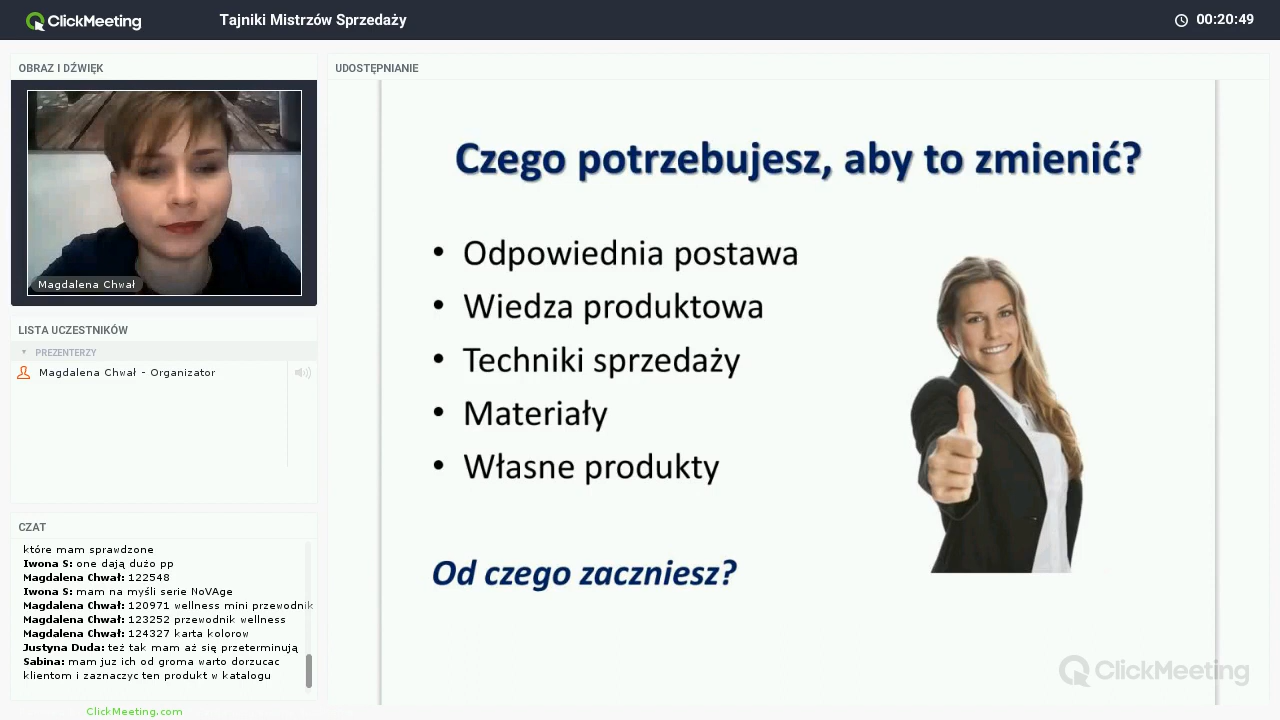 ClickMeeting
Tajniki Mistrzów Sprzedaży
00:20:49
OBRAZ I DŹWIĘK
Magdalena Chwał
LISTA UCZESTNIKÓW
PREZENTERZY
Magdalena Chwał - Organizator
CZAT
które mam sprawdzone
Iwona S: one dają dużo pp
Magdalena Chwał: 122548
Iwona S: mam na myśli serie NoVAge
Magdalena Chwał: 120971 wellness mini przewodnik
Magdalena Chwał: 123252 przewodnik wellness
Magdalena Chwał: 124327 karta kolorow
Justyna Duda: też tak mam aż się przeterminują
Sabina: mam juz ich od groma warto dorzucac
klientom i zaznaczyc ten produkt w katalogu
ClickMeeting.com
UDOSTĘPNIANIE
Czego potrzebujesz, aby to zmienić?
• Odpowiednia postawa
• Wiedza produktowa
• Techniki sprzedaży
• Materiały
• Własne produkty
Od czego zaczniesz?
ClickMeeting